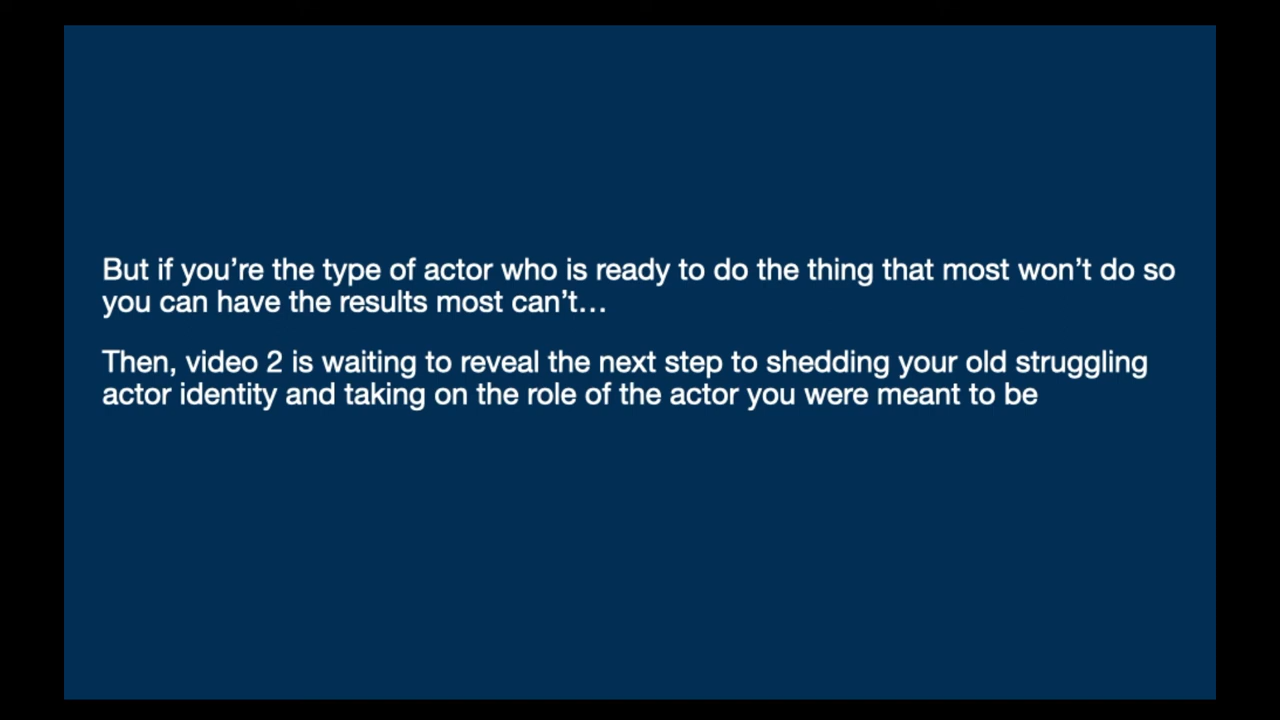 But if you’re the type of actor who is ready to do the thing that most won’t do so
you can have the results most can’t…
Then, video 2 is waiting to reveal the next step to shedding your old struggling
actor identity and taking on the role of the actor you were meant to be